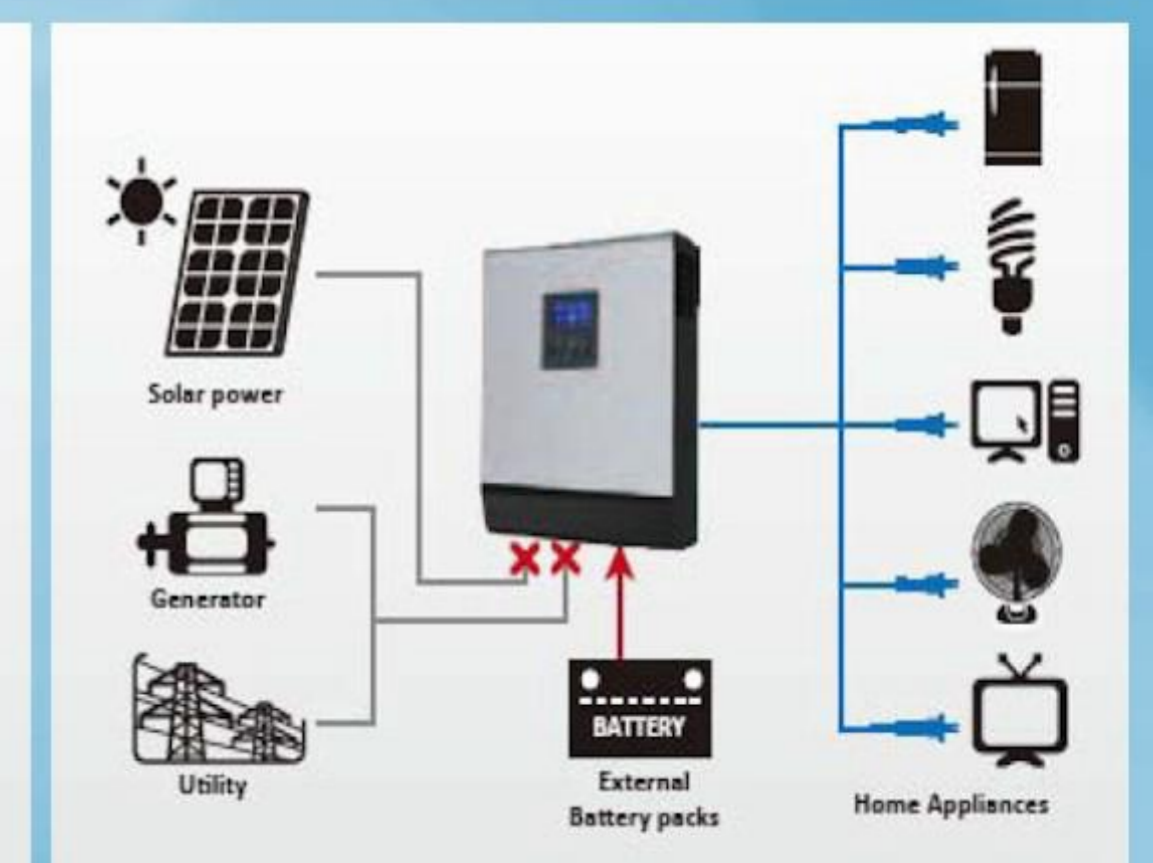 Solar power
Generator
Utility
BATTERY
External
Battery packs
Home Appliances